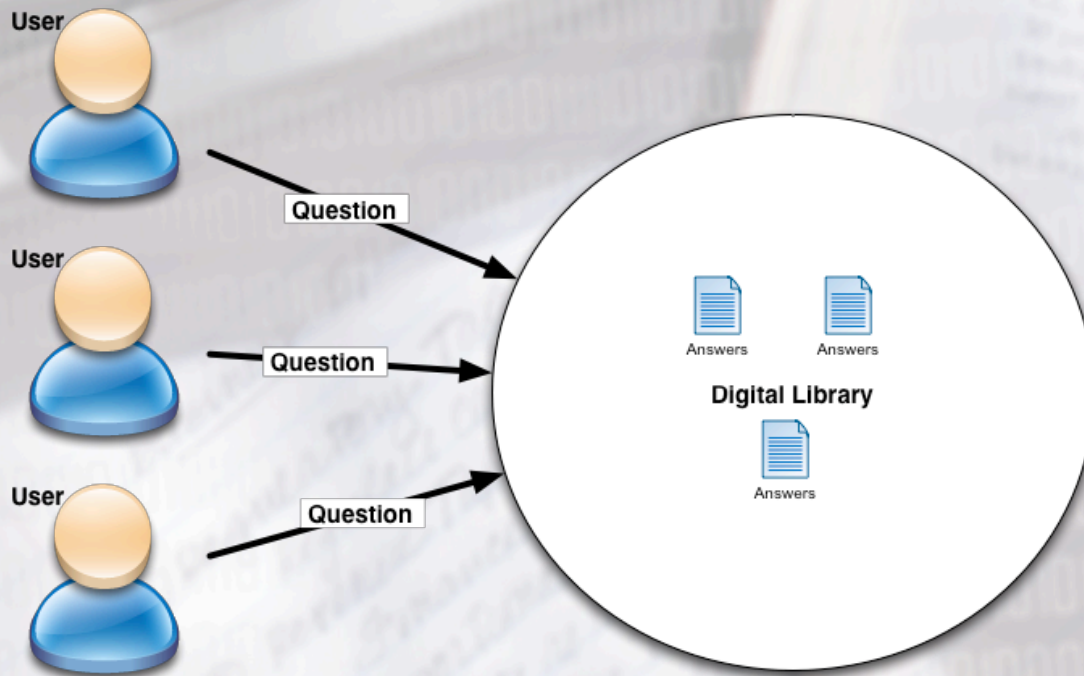 User
Question
User
Question
User
Question
Answers
Answers
Digital Library
Answers